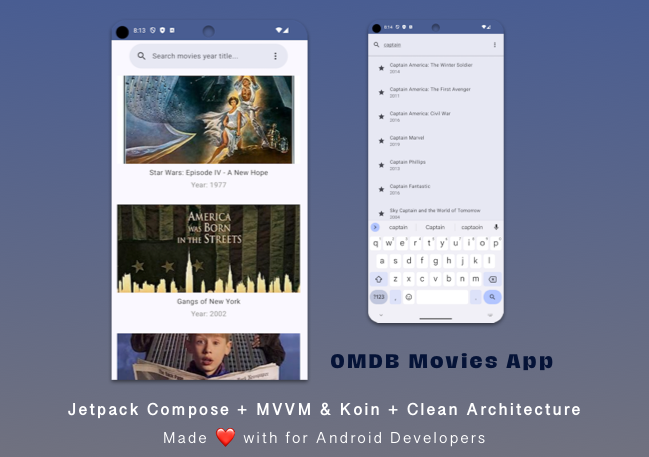 8:13
Search movies year title...
Star Wars: Episode IV - A New Hope
Year: 1977
AMERICA
WAS BORN
IN THE STREETS
Gangs of New York
Year: 2002
8:14
captain
Captain America: The Winter Soldier
2014
Captain America: The First Avenger
2011
Captain America: Civil War
2016
Captain Marvel
2019
Captain Phillips
2013
Captain Fantastic
2016
Sky Captain and the World of Tomorrow
2004
captain Captain captaoin
q w e r t y u i o p
a s d f g h j k l
z x c v b n m
?123 , .
OMDB Movies App
Jetpack Compose + MVVM & Koin + Clean Architecture
Made ❤️ with for Android Developers